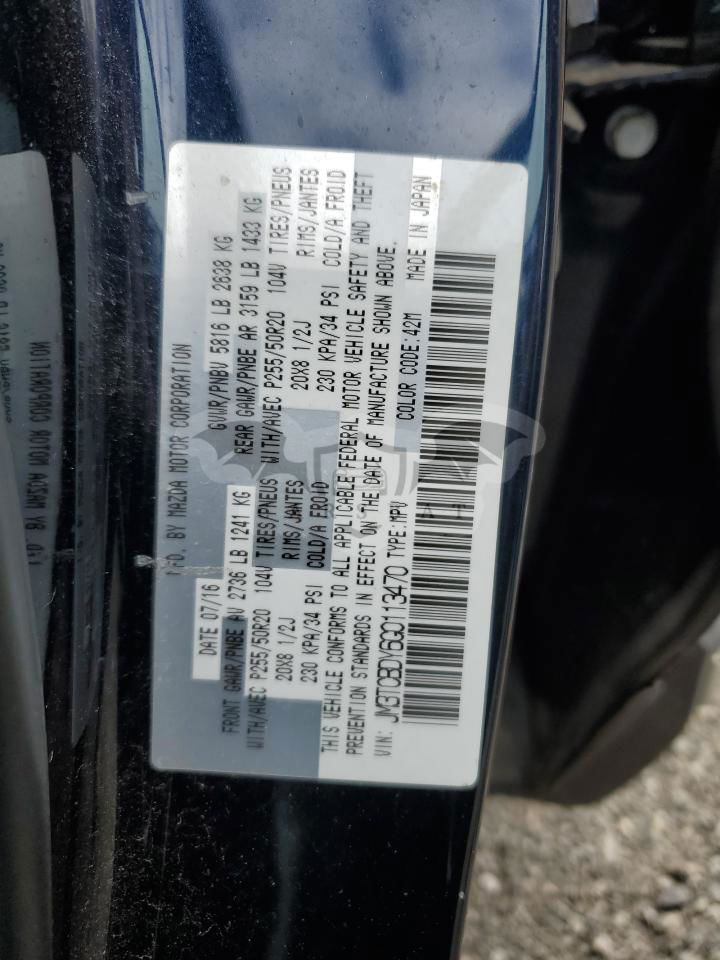 MFD. BY MAZDA MOTOR CORPORATION
DATE 07/16 GVWR/PNBV 5816 LB 2638 KG
FRONT GAWR/PNBE AV 2736 LB 1241 KG REAR GAWR/PNBE AR 3159 LB 1433 KG
WITH/AVEC P255/50R20 104V TIRES/PNEUS WITH/AVEC P255/50R20 104V TIRES/PNEUS
20X8 1/2J RIMS/JANTES 20X8 1/2J RIMS/JANTES
230 KPA/34 PSI COLD/A FROID 230 KPA/34 PSI COLD/A FROID
THIS VEHICLE CONFORMS TO ALL APPLICABLE FEDERAL MOTOR VEHICLE SAFETY AND THEFT
PREVENTION STANDARDS IN EFFECT ON THE DATE OF MANUFACTURE SHOWN ABOVE.
VIN: JM3TCBDY6G0113470 TYPE:MPV COLOR CODE:42M MADE IN JAPAN